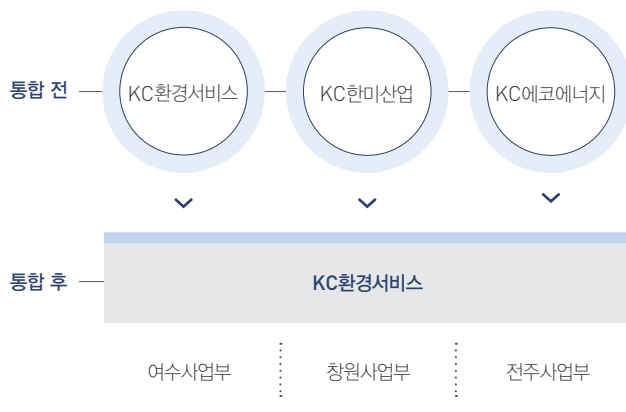 통합 전
KC환경서비스
KC한미산업
KC에코에너지
통합 후
KC환경서비스
여수사업부
창원사업부
전주사업부